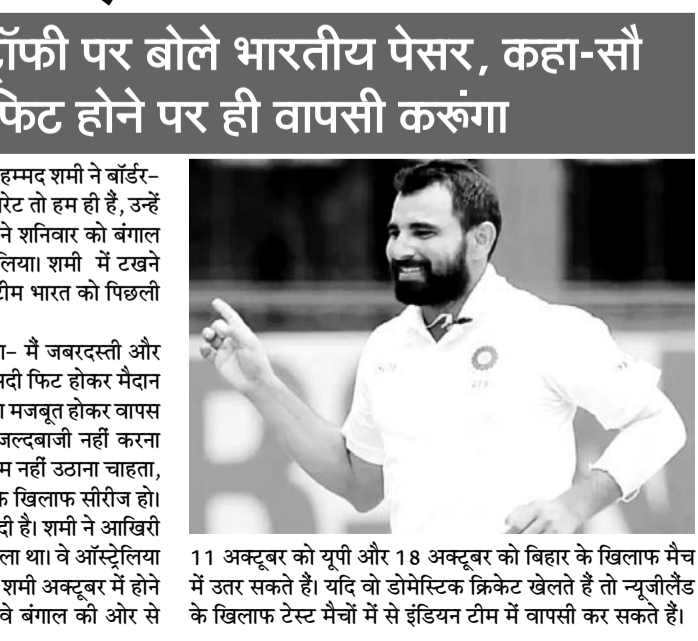 पर बोले भारतीय पेसर, कहा-सौ
फिट होने पर ही वापसी करूंगा
शमी ने बॉर्डर-
तो हम ही हैं, उन्हें
ने शनिवार को बंगाल
लिया। शमी में टखने
टीम भारत को पिछली
- मैं जबरदस्ती और
फिट होकर मैदान
मजबूत होकर वापस
जल्दबाजी नहीं करना
नहीं उठाना चाहता,
खिलाफ सीरीज हो।
दी है। शमी ने आखिरी
था। वे ऑस्ट्रेलिया
शमी अक्टूबर में होने
वे बंगाल की ओर से
11 अक्टूबर को यूपी और 18 अक्टूबर को बिहार के खिलाफ मैच
में उतर सकते हैं। यदि वो डोमेस्टिक क्रिकेट खेलते हैं तो न्यूजीलैंड
के खिलाफ टेस्ट मैचों में से इंडियन टीम में वापसी कर सकते हैं।